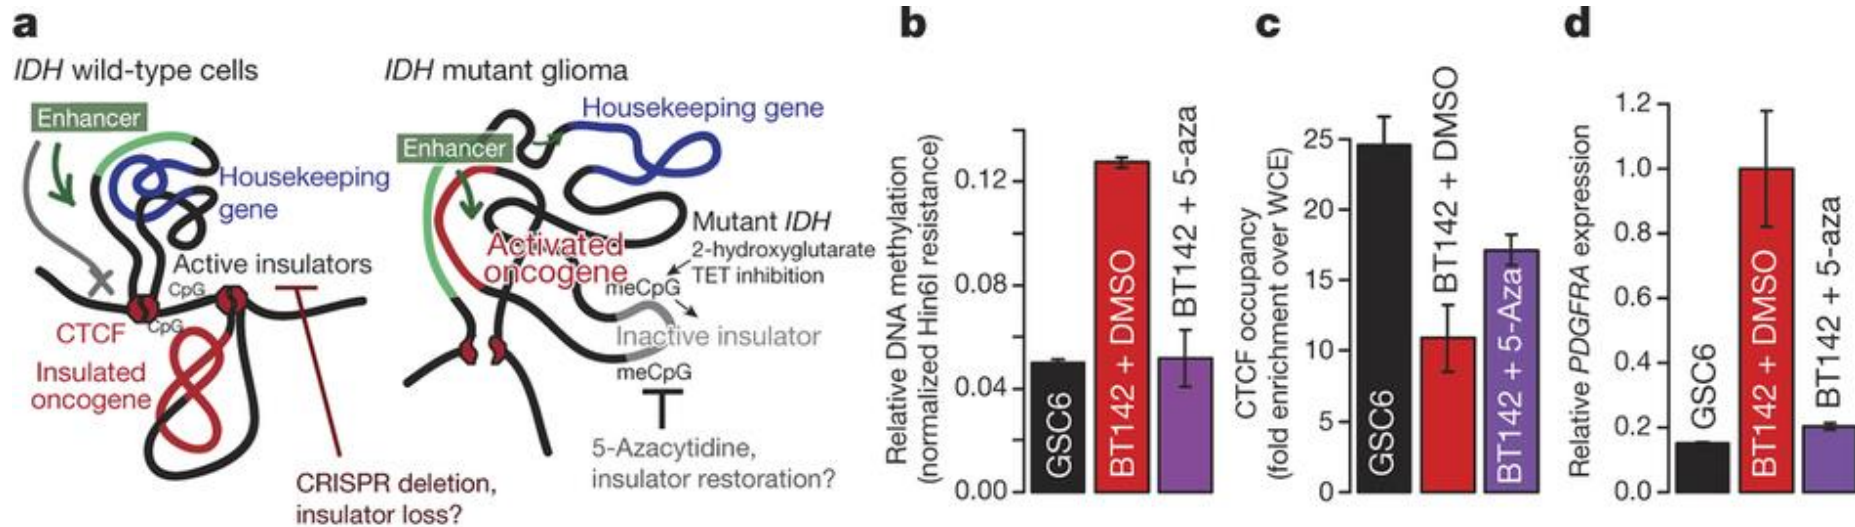 a
IDH wild-type cells
Enhancer
Housekeeping
gene
Active insulators
CpG
CpG
CTCF
Insulated
oncogene
CRISPR deletion,
insulator loss?
IDH mutant glioma
Housekeeping gene
Enhancer
Activated
oncogene
Mutant IDH
2-hydroxyglutarate
TET inhibition
meCpG
Inactive insulator
meCpG
5-Azacytidine,
insulator restoration?
b
Relative DNA methylation
(normalized Hin6I resistance)
0.12
0.08
0.04
0.00
GSC6
BT142 + DMSO
BT142 + 5-aza
c
CTCF occupancy
(fold enrichment over WCE)
25
20
15
10
5
0
GSC6
BT142 + DMSO
BT142 + 5-Aza
d
Relative PDGFRA expression
1.2
1.0
0.8
0.6
0.4
0.2
0.0
GSC6
BT142 + DMSO
BT142 + 5-aza